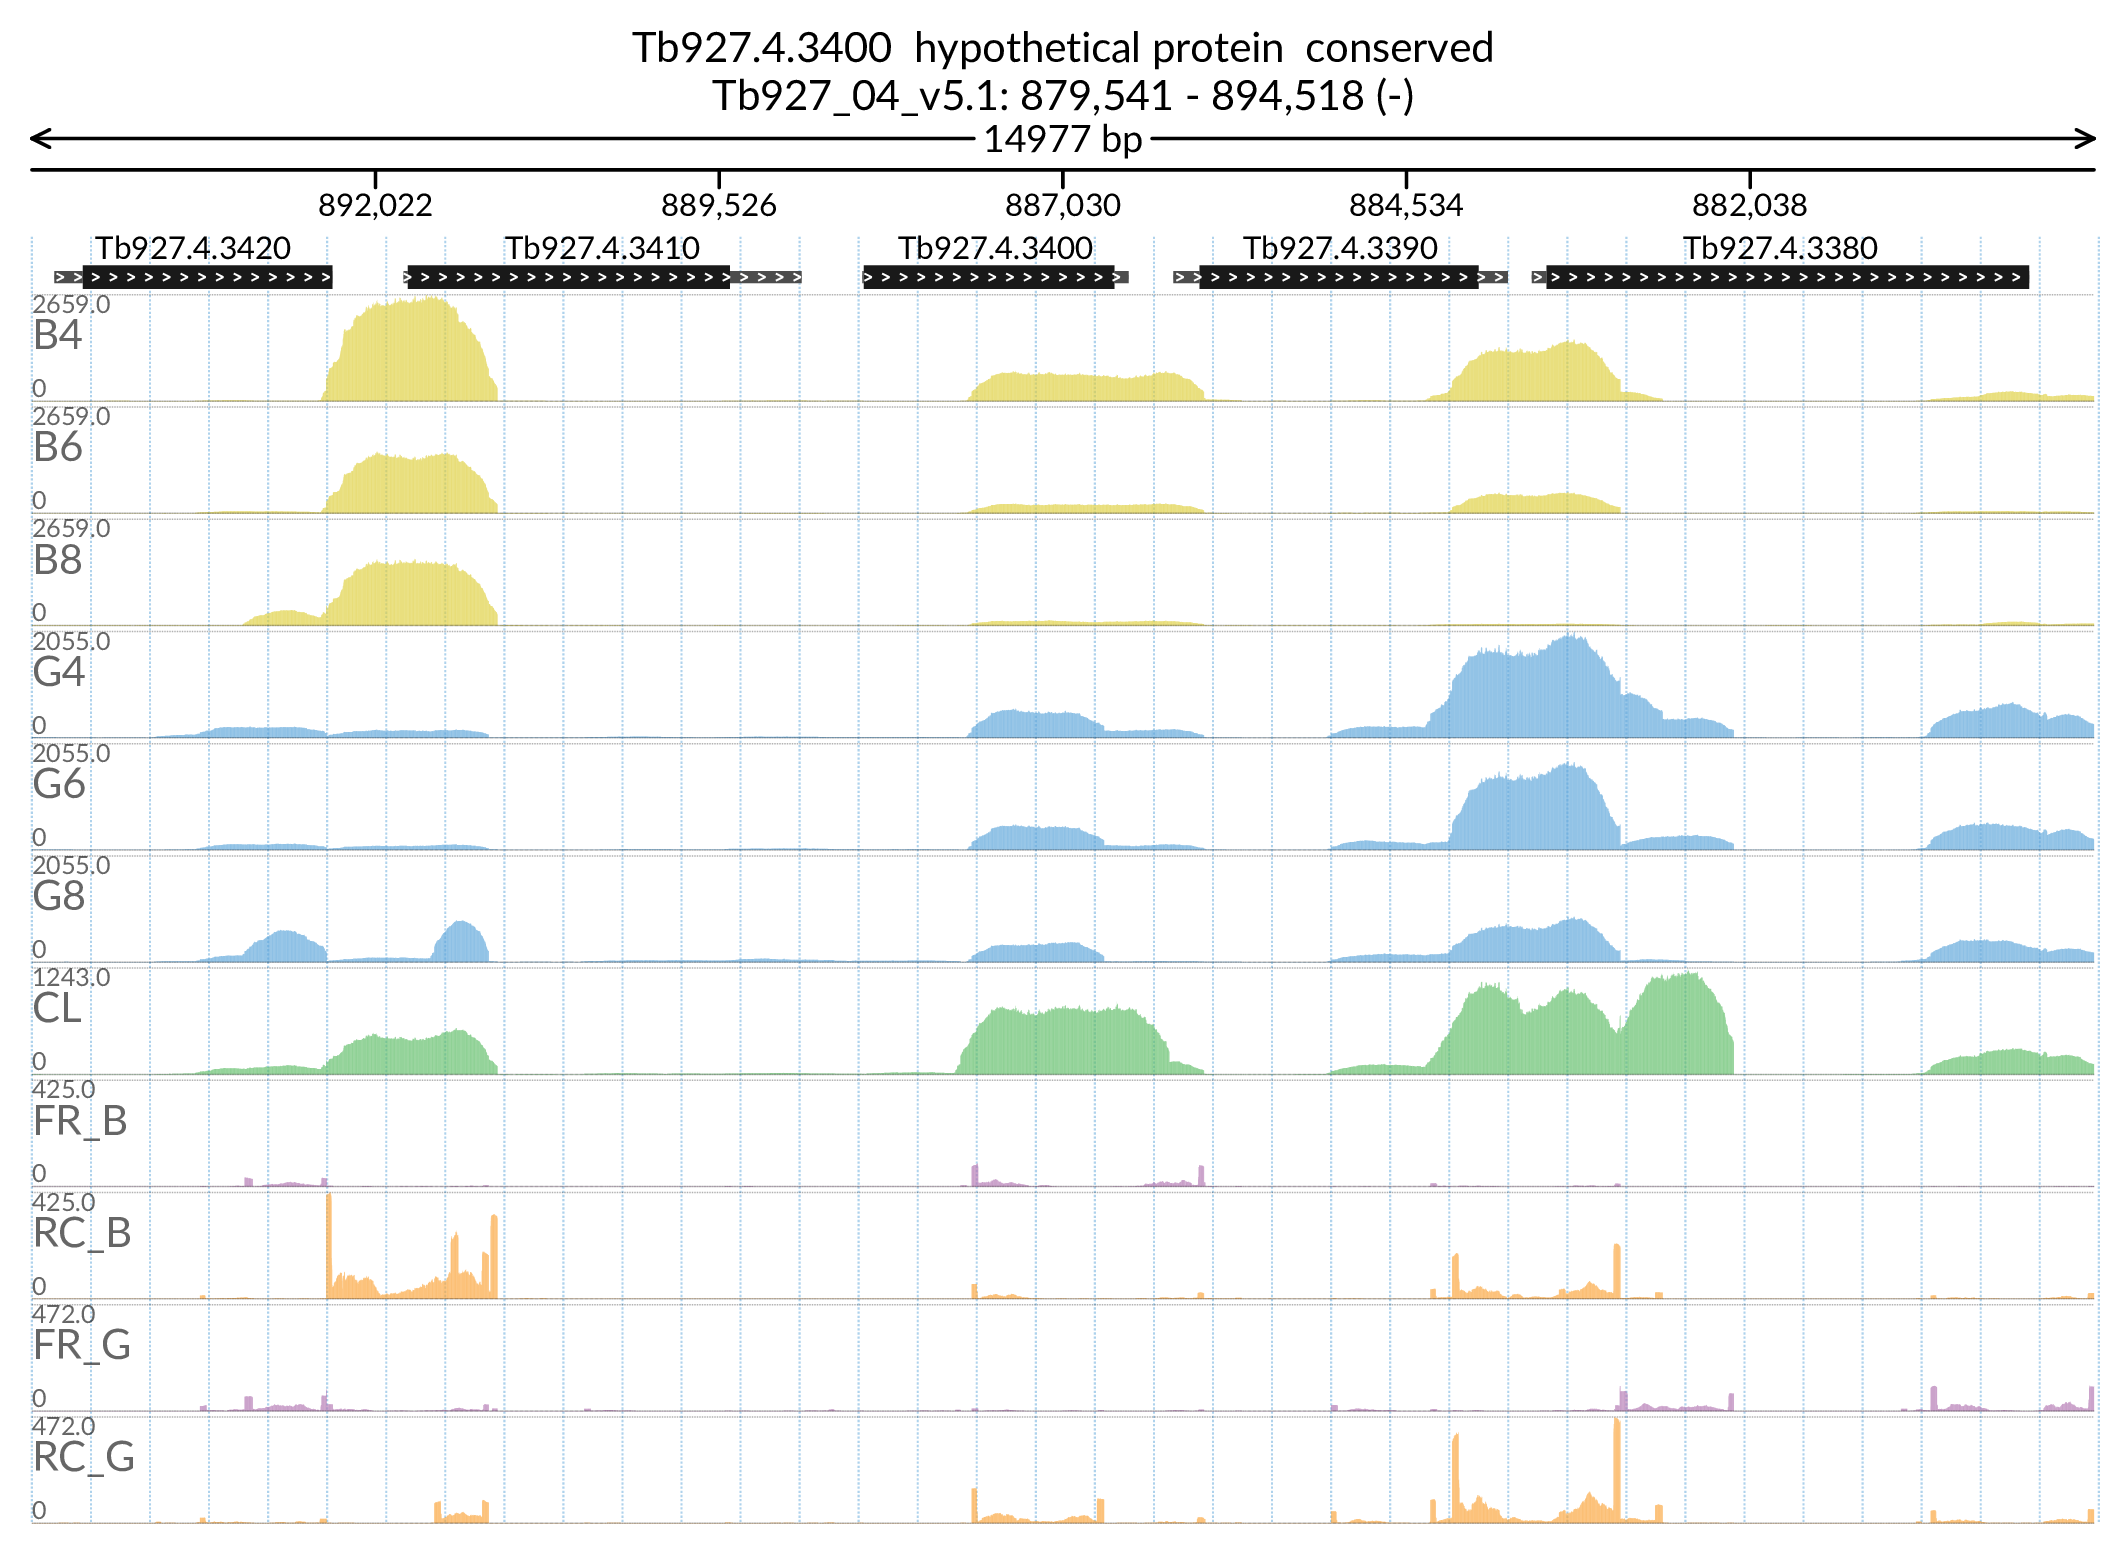 Tb927.4.3400 hypothetical protein conserved
Tb927_04_v5.1: 879,541 - 894,518 (-)
14977 bp
892,022 889,526 887,030 884,534 882,038
Tb927.4.3420 Tb927.4.3410 Tb927.4.3400 Tb927.4.3390 Tb927.4.3380
2659.0
B4
0
2659.0
B6
0
2659.0
B8
0
2055.0
G4
0
2055.0
G6
0
2055.0
G8
0
1243.0
CL
0
425.0
FR_B
0
425.0
RC_B
0
472.0
FR_G
0
472.0
RC_G
0